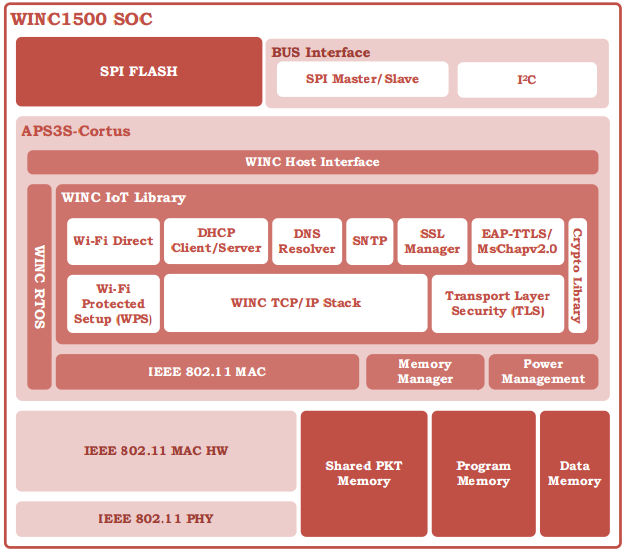 WINC1500 SOC
SPI FLASH
BUS Interface
SPI Master/Slave
I²C
APS3S-Cortus
WINC Host Interface
WINC RTOS
WINC IoT Library
Wi-Fi Direct
DHCP
Client/Server
DNS
Resolver
SNTP
SSL
Manager
EAP-TTLS/
MsChapv2.0
Crypto Library
Wi-Fi
Protected
Setup (WPS)
WINC TCP/IP Stack
Transport Layer
Security (TLS)
IEEE 802.11 MAC
Memory
Manager
Power
Management
IEEE 802.11 MAC HW
IEEE 802.11 PHY
Shared PKT
Memory
Program
Memory
Data
Memory